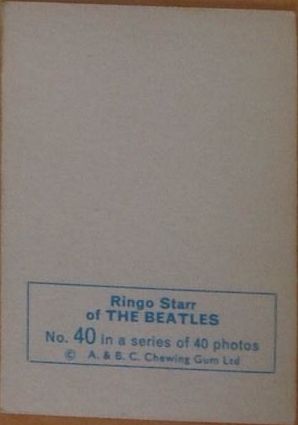 Ringo Starr
of THE BEATLES
No. 40 in a series of 40 photos
© A. & B. C. Chewing Gum Ltd